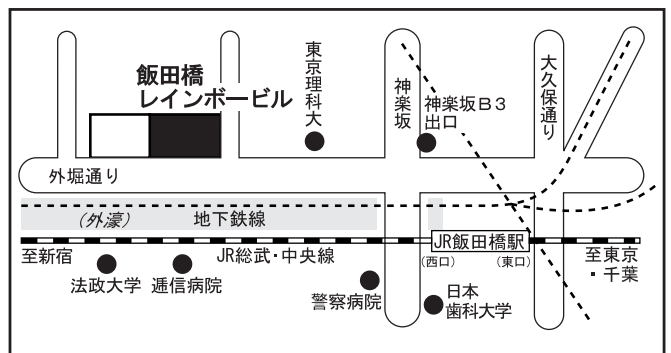 飯田橋
レインボービル
東京理科大
神楽坂
神楽坂B3
出口
大久保通り
外堀通り
(外濠)
地下鉄線
JR飯田橋駅
(西口)
(東口)
至新宿
JR総武・中央線
至東京
・千葉
法政大学
逓信病院
警察病院
日本
歯科大学